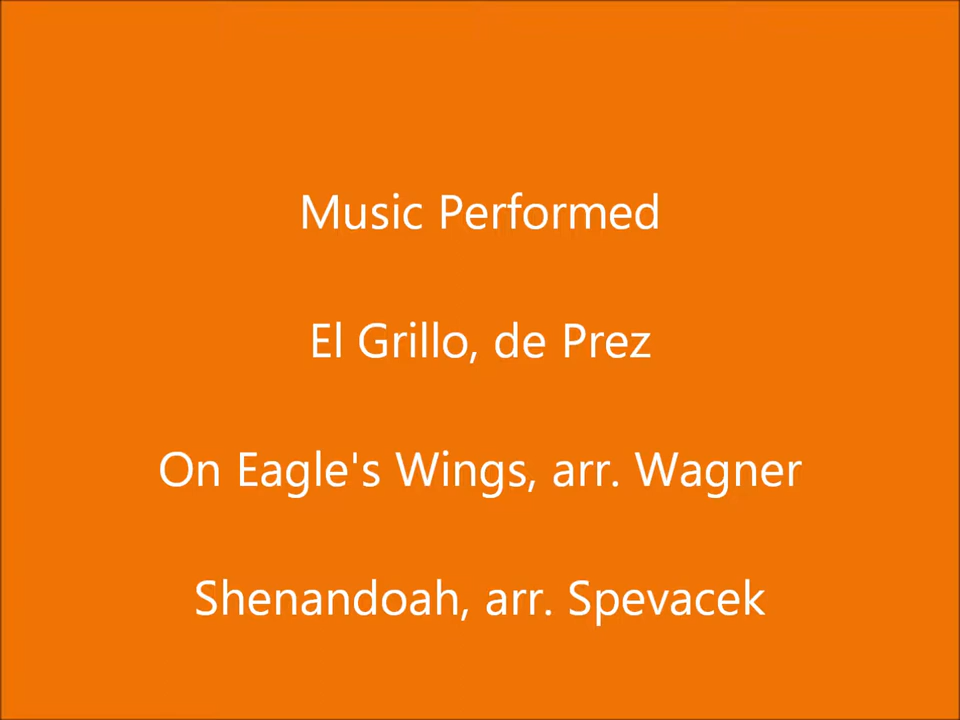 Music Performed
El Grillo, de Prez
On Eagle's Wings, arr. Wagner
Shenandoah, arr. Spevacek